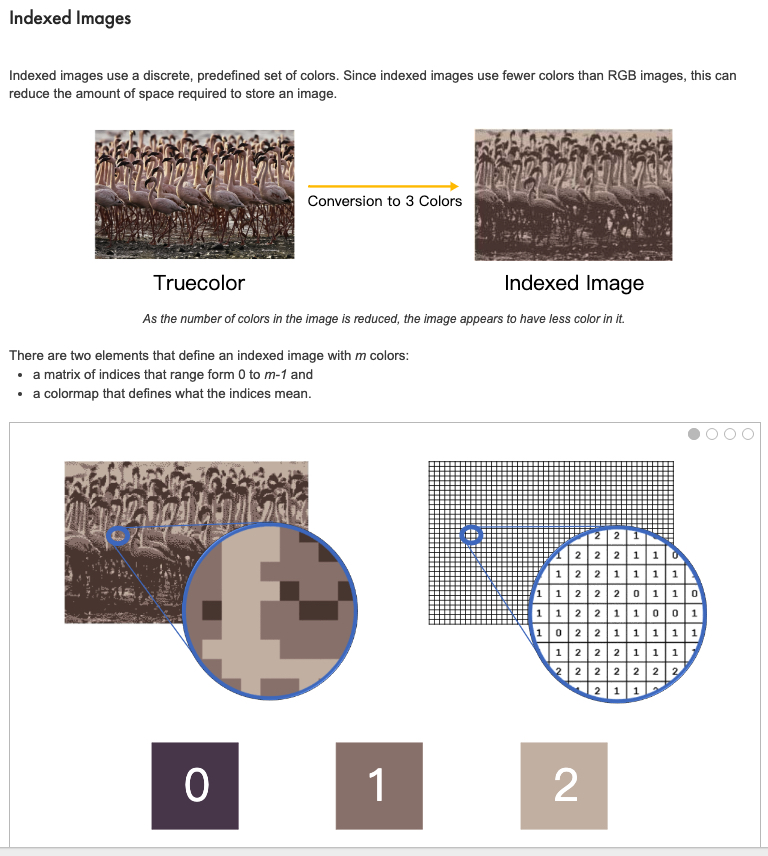 Indexed Images
Indexed images use a discrete, predefined set of colors. Since indexed images use fewer colors than RGB images, this can
reduce the amount of space required to store an image.
Conversion to 3 Colors
Truecolor
Indexed Image
As the number of colors in the image is reduced, the image appears to have less color in it.
There are two elements that define an indexed image with m colors:
• a matrix of indices that range form 0 to m-1 and
• a colormap that defines what the indices mean.
2 2 1
1 2 2 2 1 1 0
1 2 2 1 1 1 1
1 1 2 2 2 0 1 1 0
1 1 2 2 1 1 0 0 1
1 0 2 2 1 1 1 1 1
1 2 2 2 1 1 1
2 2 2 2 2 2 2
2 1 1
0 1 2